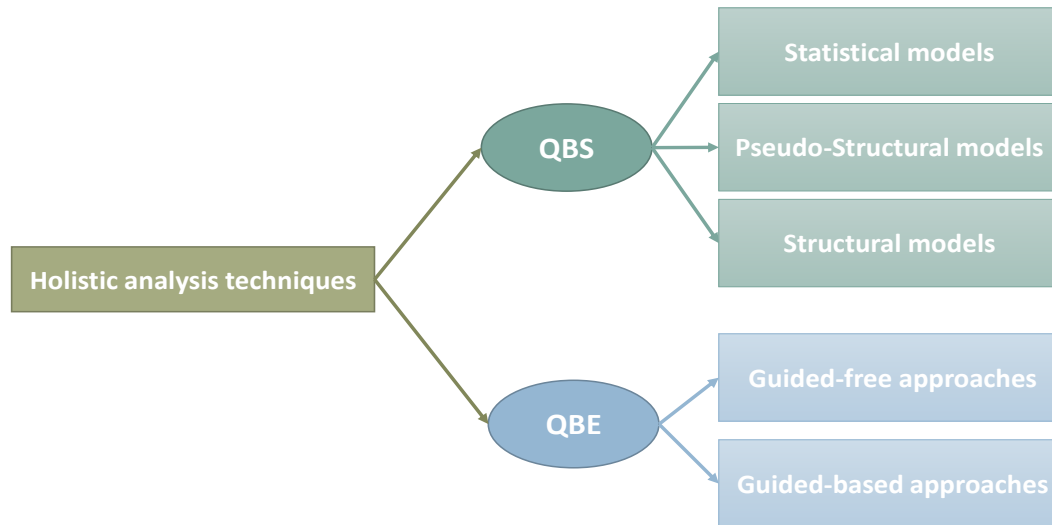 Statistical models
QBS
Pseudo-Structural models
Structural models
Holistic analysis techniques
Guided-free approaches
QBE
Guided-based approaches